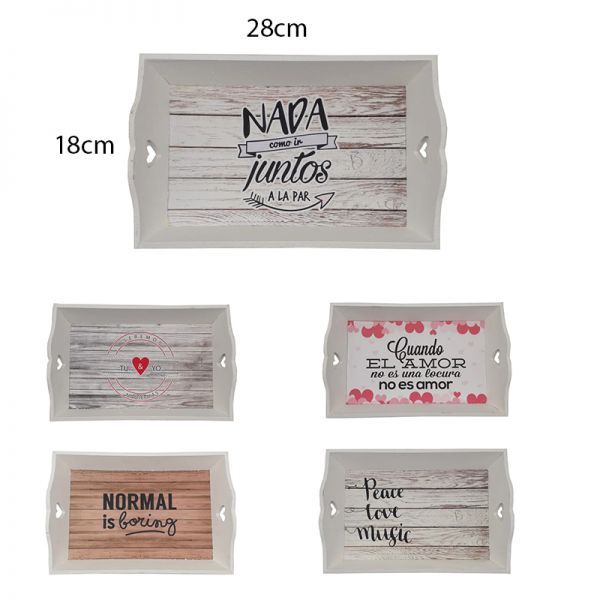 28cm
18cm
NADA
como ir
juntos
A LA PAR
TU & YO
Cuando
EL AMOR
no es una locura
no es amor
NORMAL
is boring
Peace
love
Music